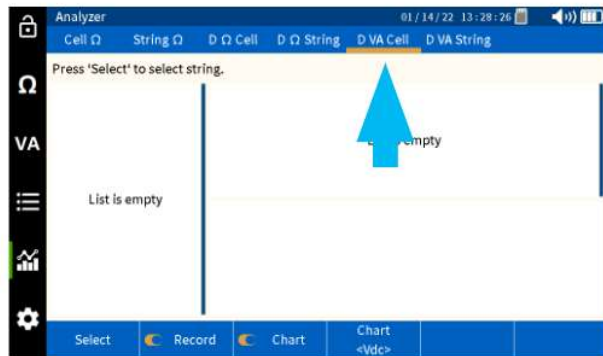 Analyzer 01/14/22 13:28:26
Cell Ω String Ω D Ω Cell D Ω String D VA Cell D VA String
Press 'Select' to select string.
Ω
VA
empty
List is empty
Select Record Chart Chart
<Vdc>